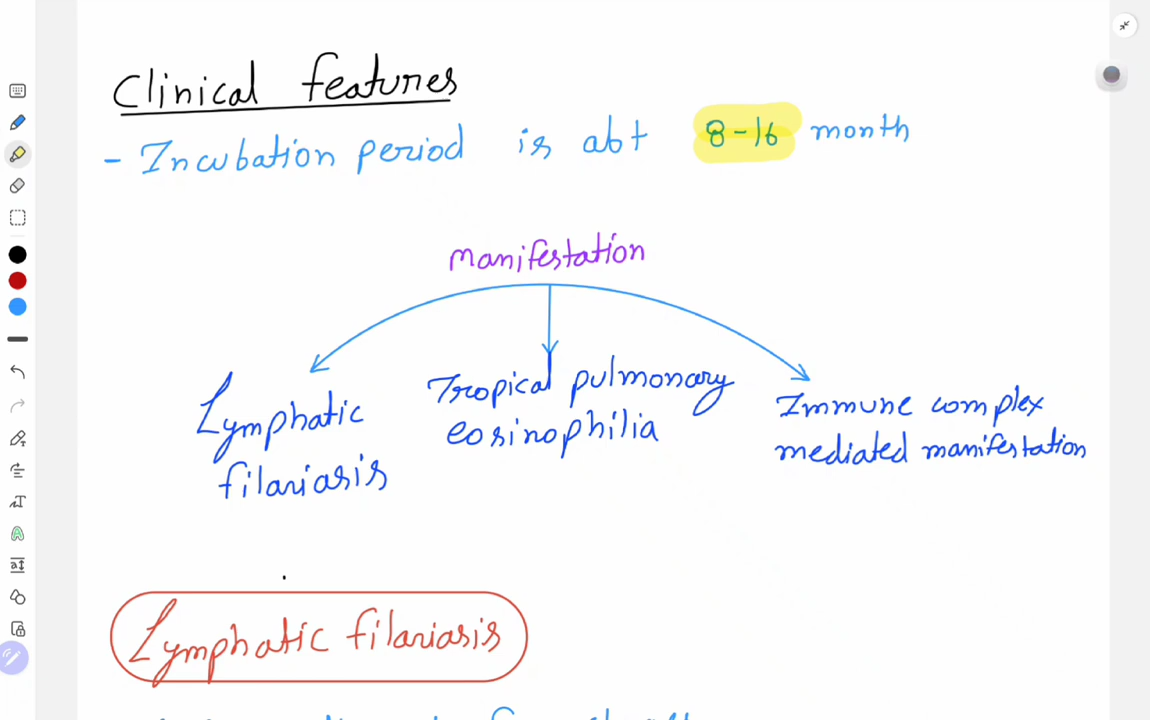 Clinical features
- Incubation period is abt 8-16 month
manifestation
Lymphatic filariasis
Tropical pulmonary eosinophilia
Immune complex mediated manifestation
Lymphatic filariasis